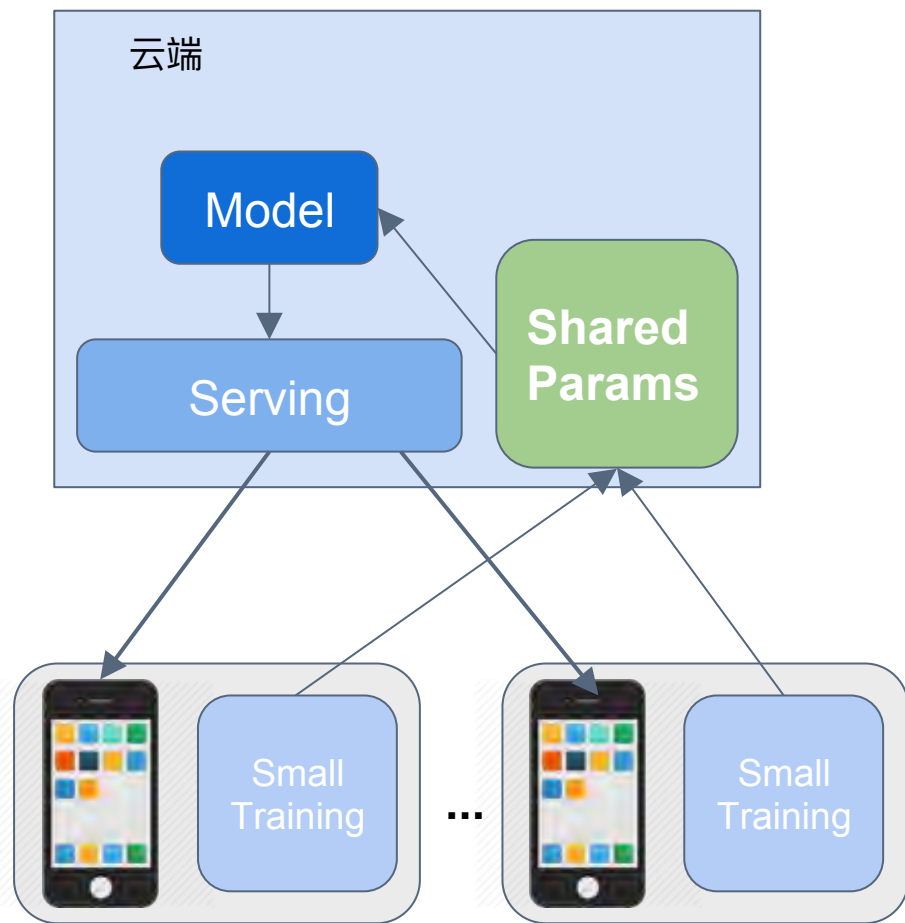 云端
Model
Shared
Params
Serving
Small
Training
...
Small
Training